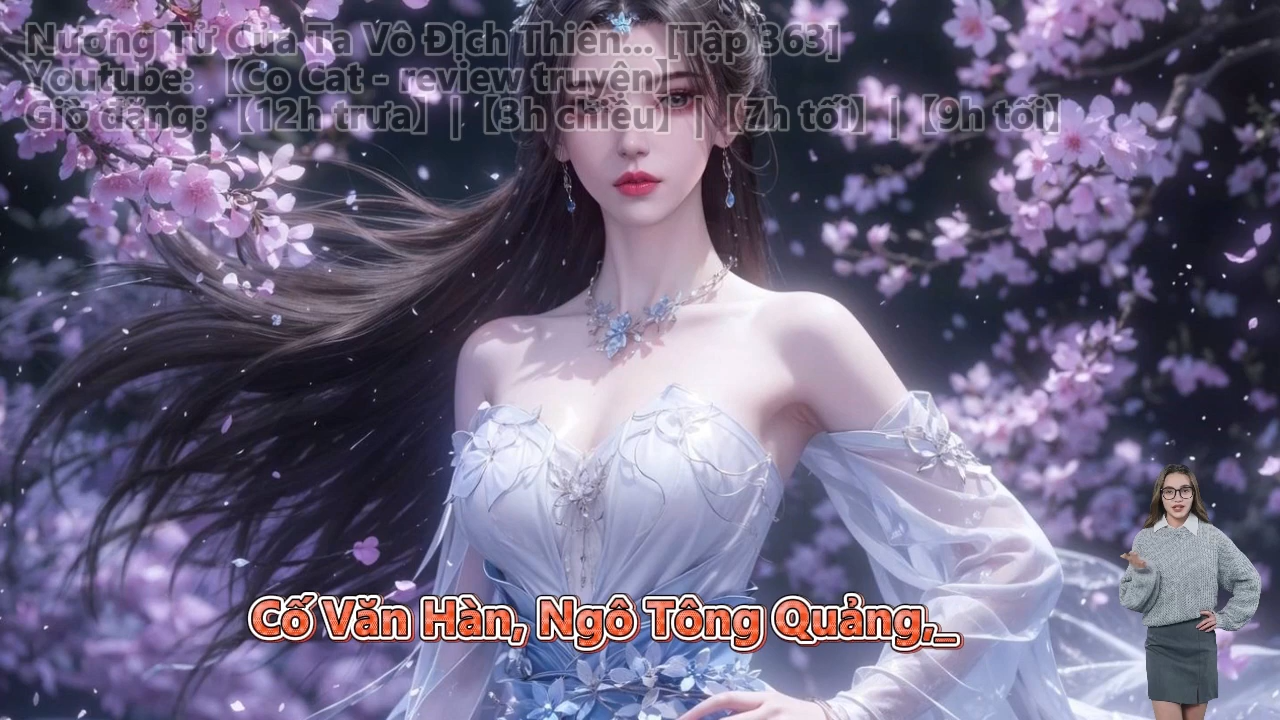 Nương Tử Của Ta Vô Địch Thiên... [Tập 363]
Youtube: [Co Cat - review truyện]
Giờ đăng: [12h trưa] | [3h chiều] | [7h tối] | [9h tối]
Cố Văn Hàn, Ngô Tông Quảng,_